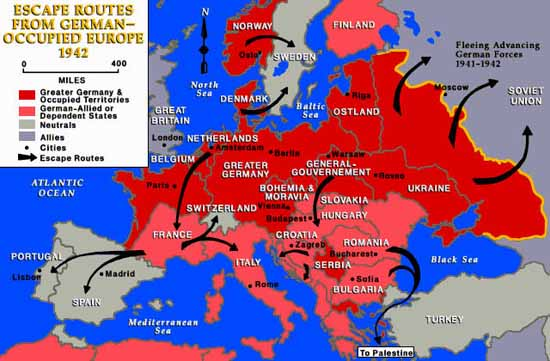 ESCAPE ROUTES
FROM GERMAN–
OCCUPIED EUROPE
1942
MILES
0
400
Greater Germany &
Occupied Territories
German-Allied or
Dependent States
Neutrals
Allies
Cities
Escape Routes
N
NORWAY
Oslo
SWEDEN
FINLAND
Fleeing Advancing
German Forces
1941-1942
North
Sea
DENMARK
Baltic
Sea
Riga
OSTLAND
Moscow
SOVIET
UNION
GREAT
BRITAIN
London
NETHERLANDS
Amsterdam
BELGIUM
Berlin
GREATER
GERMANY
Warsaw
GENERAL-
GOUVERNEMENT
Rovno
UKRAINE
ATLANTIC
OCEAN
Paris
BOHEMIA &
MORAVIA
SLOVAKIA
SWITZERLAND
Vienna
Budapest
HUNGARY
FRANCE
CROATIA
Zagreb
ROMANIA
Bucharest
ITALY
Rome
SERBIA
Sofia
BULGARIA
Black Sea
PORTUGAL
Lisbon
Madrid
SPAIN
Mediterranean
Sea
TURKEY
To Palestine